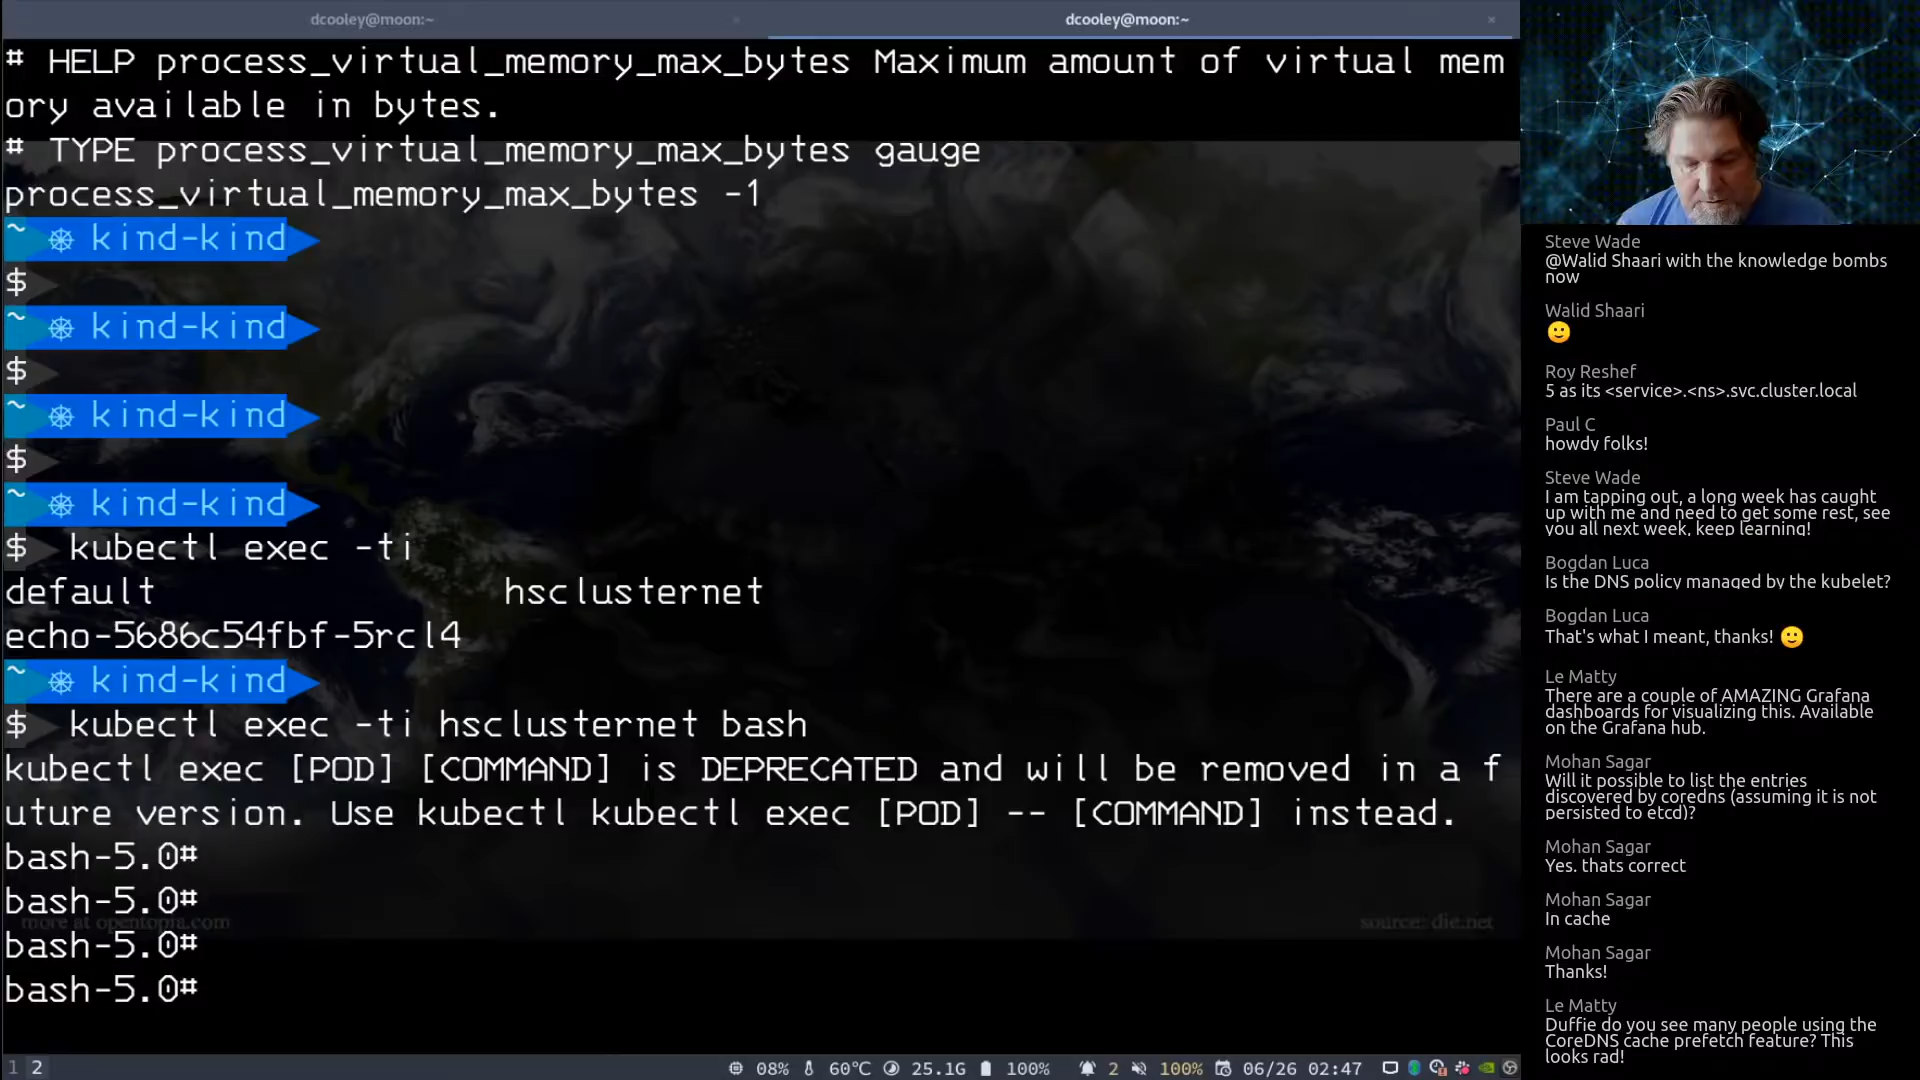 dcooley@moon:~
dcooley@moon:~
# HELP process_virtual_memory_max_bytes Maximum amount of virtual mem
ory available in bytes.
# TYPE process_virtual_memory_max_bytes gauge
process_virtual_memory_max_bytes -1
~ ⎈ kind-kind
$
~ ⎈ kind-kind
$
~ ⎈ kind-kind
$
~ ⎈ kind-kind
$ kubectl exec -ti
default hsclusternet
echo-5686c54fbf-5rcl4
~ ⎈ kind-kind
$ kubectl exec -ti hsclusternet bash
kubectl exec [POD] [COMMAND] is DEPRECATED and will be removed in a f
uture version. Use kubectl kubectl exec [POD] -- [COMMAND] instead.
bash-5.0#
bash-5.0#
more at opentopia.com
source: die.net
bash-5.0#
bash-5.0#
1 2
08% 60°C 25.1G 100% 2 100% 06/26 02:47
Steve Wade
@Walid Shaari with the knowledge bombs
now
Walid Shaari
🙂
Roy Reshef
5 as its <service>.<ns>.svc.cluster.local
Paul C
howdy folks!
Steve Wade
I am tapping out, a long week has caught
up with me and need to get some rest, see
you all next week, keep learning!
Bogdan Luca
Is the DNS policy managed by the kubelet?
Bogdan Luca
That's what I meant, thanks! 🙂
Le Matty
There are a couple of AMAZING Grafana
dashboards for visualizing this. Available
on the Grafana hub.
Mohan Sagar
Will it possible to list the entries
discovered by coredns (assuming it is not
persisted to etcd)?
Mohan Sagar
Yes. thats correct
Mohan Sagar
In cache
Mohan Sagar
Thanks!
Le Matty
Duffie do you see many people using the
CoreDNS cache prefetch feature? This
looks rad!